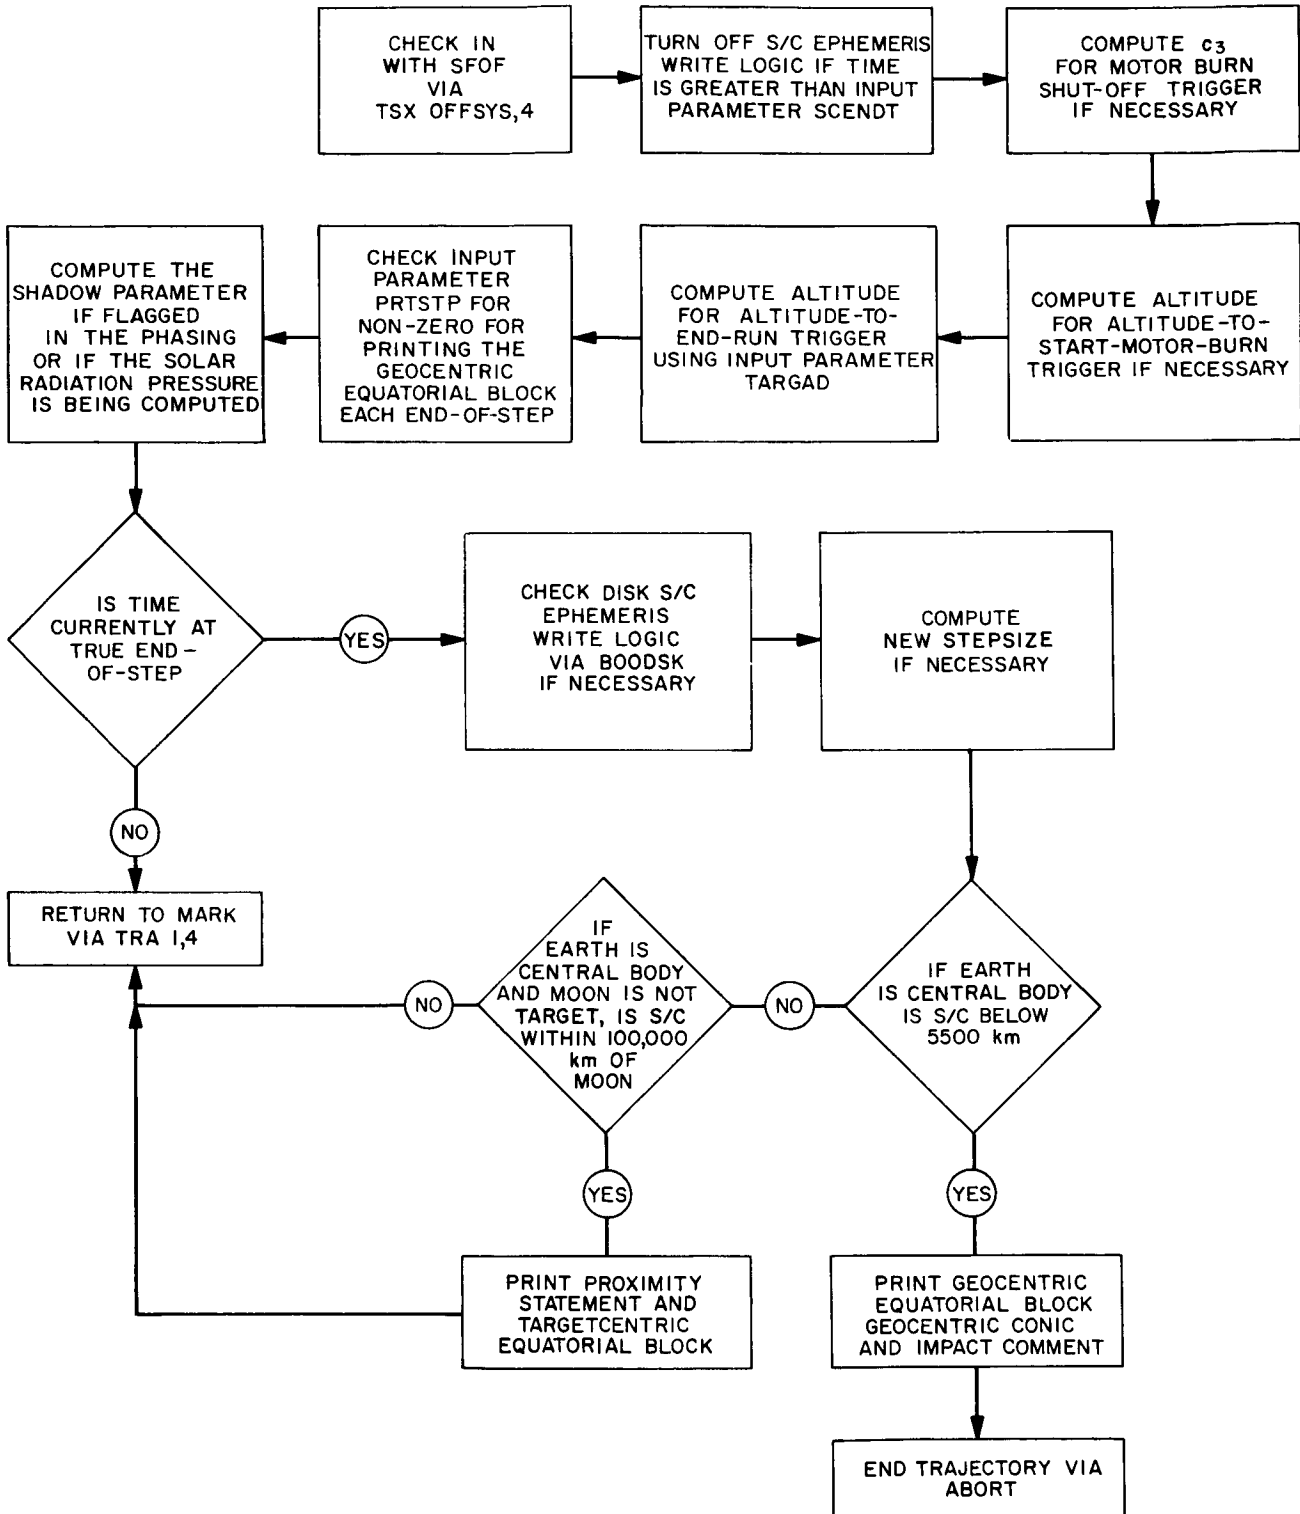 CHECK IN
WITH SFOF
VIA
TSX OFFSYS,4
TURN OFF S/C EPHEMERIS
WRITE LOGIC IF TIME
IS GREATER THAN INPUT
PARAMETER SCENDT
COMPUTE C3
FOR MOTOR BURN
SHUT-OFF TRIGGER
IF NECESSARY
COMPUTE ALTITUDE
FOR ALTITUDE-TO-
START-MOTOR-BURN
TRIGGER IF NECESSARY
COMPUTE ALTITUDE
FOR ALTITUDE-TO-
END-RUN TRIGGER
USING INPUT PARAMETER
TARGAD
CHECK INPUT
PARAMETER
PRTSTP FOR
NON-ZERO FOR
PRINTING THE
GEOCENTRIC
EQUATORIAL BLOCK
EACH END-OF-STEP
COMPUTE THE
SHADOW PARAMETER
IF FLAGGED
IN THE PHASING
OR IF THE SOLAR
RADIATION PRESSURE
IS BEING COMPUTED
IS TIME
CURRENTLY AT
TRUE END-
OF-STEP
YES
CHECK DISK S/C
EPHEMERIS
WRITE LOGIC
VIA BOODSK
IF NECESSARY
COMPUTE
NEW STEPSIZE
IF NECESSARY
NO
RETURN TO MARK
VIA TRA 1,4
IF EARTH
IS CENTRAL BODY
IS S/C BELOW
5500 km
NO
IF
EARTH IS
CENTRAL BODY
AND MOON IS NOT
TARGET, IS S/C
WITHIN 100,000
km OF
MOON
NO
YES
YES
PRINT PROXIMITY
STATEMENT AND
TARGETCENTRIC
EQUATORIAL BLOCK
PRINT GEOCENTRIC
EQUATORIAL BLOCK
GEOCENTRIC CONIC
AND IMPACT COMMENT
END TRAJECTORY VIA
ABORT